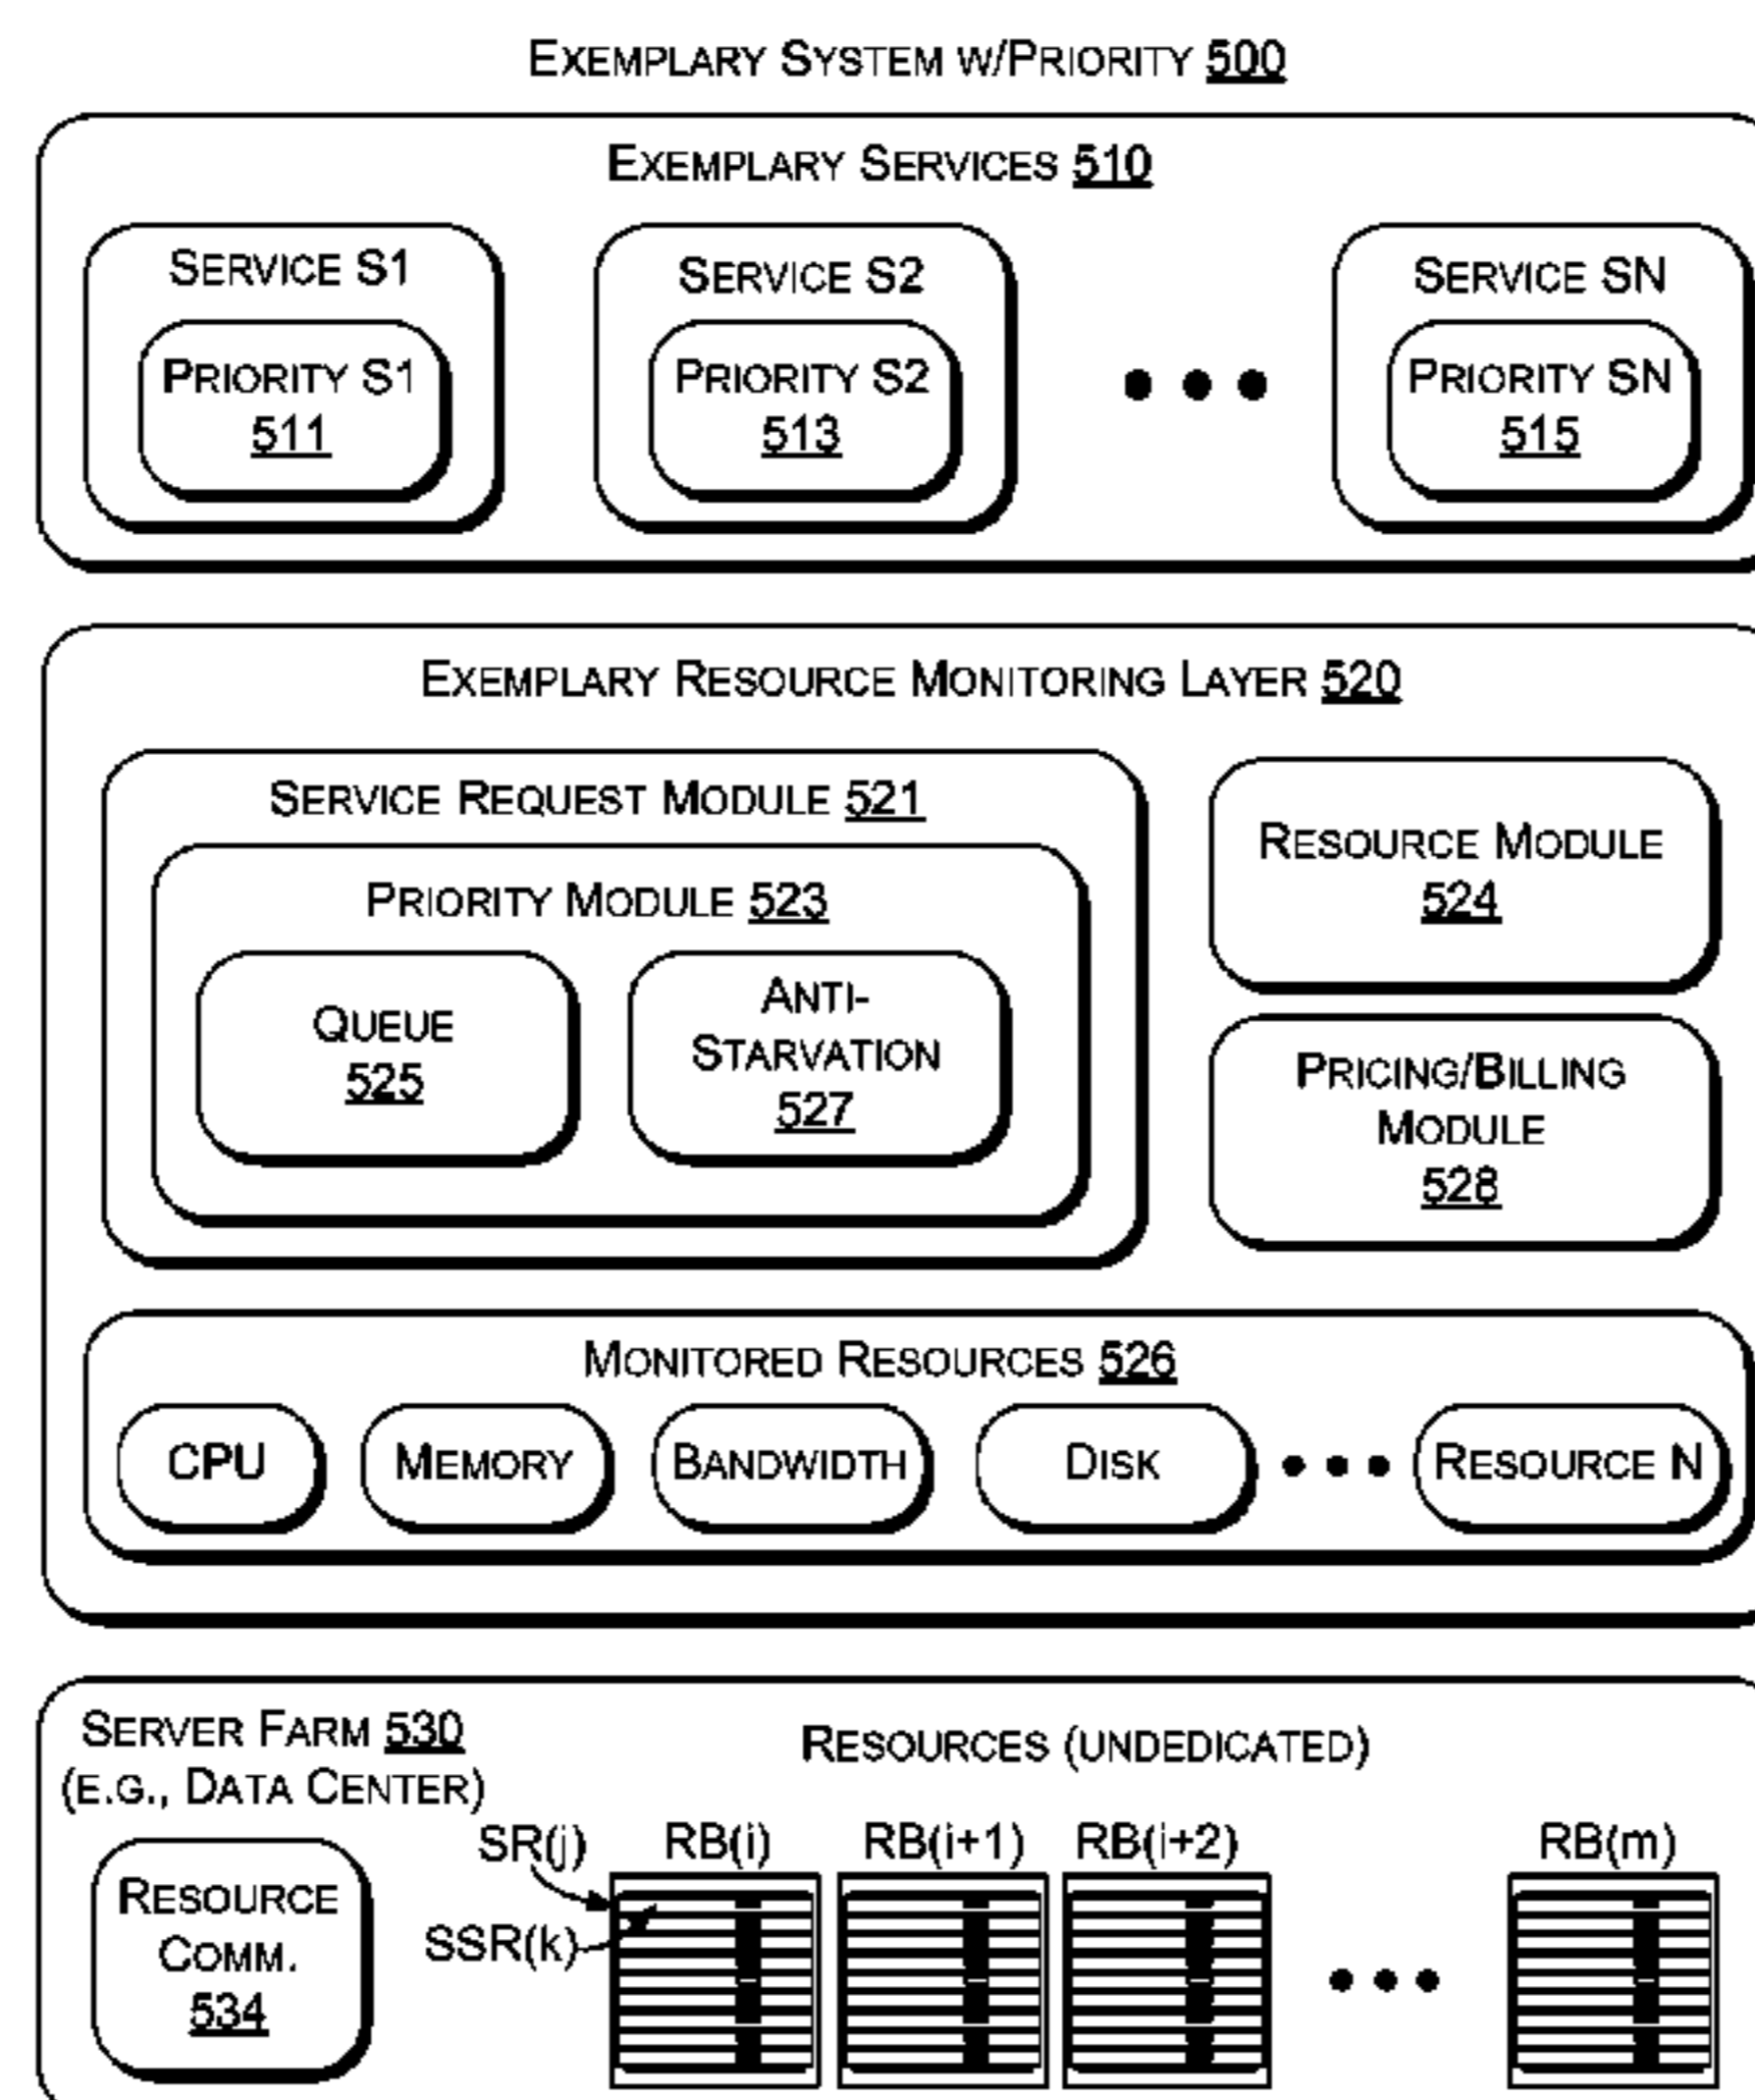 EXEMPLARY SYSTEM W/PRIORITY 500
EXEMPLARY SERVICES 510
SERVICE S1
PRIORITY S1
511
SERVICE S2
PRIORITY S2
513
SERVICE SN
PRIORITY SN
515
EXEMPLARY RESOURCE MONITORING LAYER 520
SERVICE REQUEST MODULE 521
PRIORITY MODULE 523
QUEUE
525
ANTI-
STARVATION
527
RESOURCE MODULE
524
PRICING/BILLING
MODULE
528
MONITORED RESOURCES 526
CPU
MEMORY
BANDWIDTH
DISK
RESOURCE N
SERVER FARM 530
(E.G., DATA CENTER)
RESOURCES (UNDEDICATED)
RESOURCE
COMM.
534
SR(j)
SSR(k)
RB(i)
RB(i+1)
RB(i+2)
RB(m)